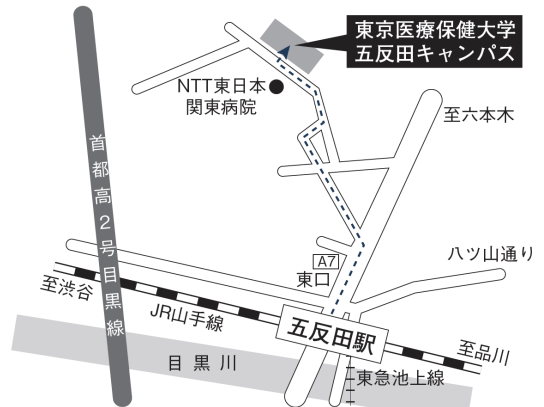 東京医療保健大学
五反田キャンパス
NTT東日本
関東病院
至六本木
首都高2号目黒線
八ツ山通り
A7
東口
至渋谷
JR山手線
五反田駅
至品川
目黒川
東急池上線